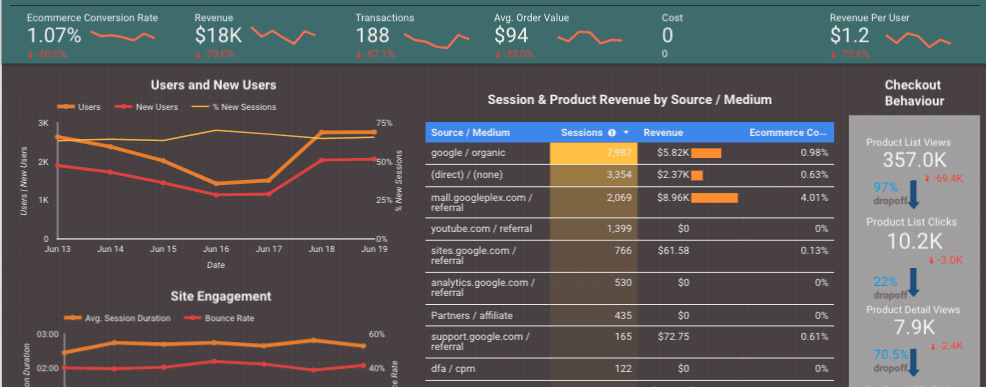 Ecommerce Conversion Rate
1.07%
-60.0%
Revenue
$18K
-78.0%
Transactions
188
-67.1%
Avg. Order Value
$94
-33.0%
Cost
0
0
Revenue Per User
$1.2
-73.6%
Users and New Users
Users New Users % New Sessions
3K
2K
1K
0
75%
50%
25%
0%
Users | New Users
% New Sessions
Jun 13 Jun 14 Jun 15 Jun 16 Jun 17 Jun 18 Jun 19
Date
Site Engagement
Avg. Session Duration Bounce Rate
03:00
02:00
60%
40%
Session & Product Revenue by Source / Medium
Source / Medium Sessions Revenue Ecommerce Co...
google / organic 7,987 $5.82K 0.98%
(direct) / (none) 3,354 $2.37K 0.63%
mall.googleplex.com /
referral 2,069 $8.96K 4.01%
youtube.com / referral 1,399 $0 0%
sites.google.com /
referral 766 $61.58 0.13%
analytics.google.com /
referral 530 $0 0%
Partners / affiliate 435 $0 0%
support.google.com /
referral 165 $72.75 0.61%
dfa / cpm 122 $0 0%
Checkout
Behaviour
Product List Views
357.0K
-69.4K
97%
dropoff
Product List Clicks
10.2K
-3.0K
22%
dropoff
Product Detail Views
7.9K
-2.4K
70.5%
dropoff